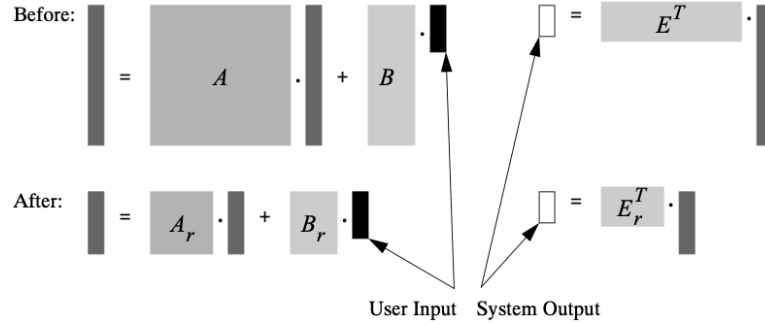 Before: = A · + B · = E^T ·
After: = A_r · + B_r · = E_r^T ·
User Input System Output